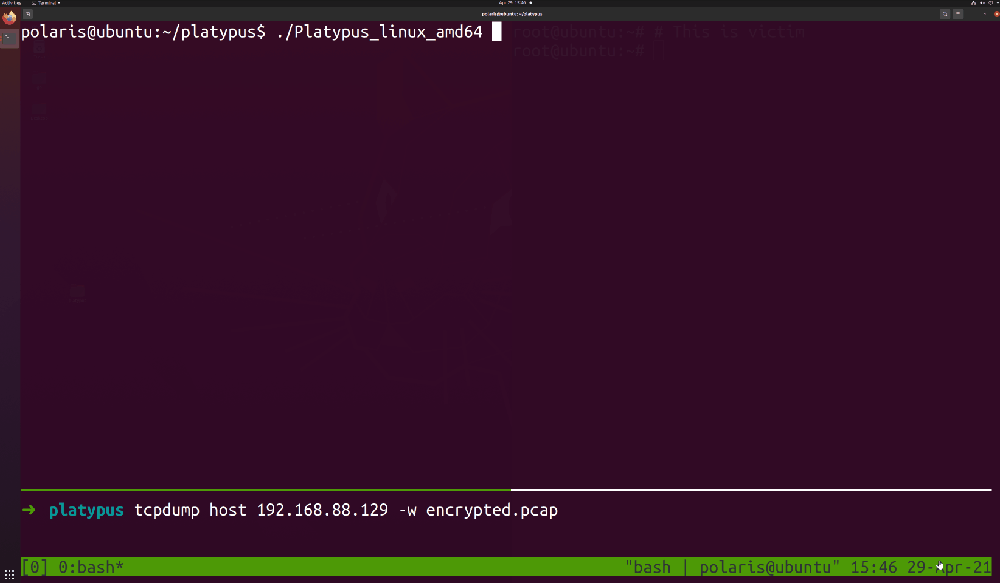 Activities
Terminal
Apr 29 15:46
polaris@ubuntu: ~/platypus
polaris@ubuntu:~/platypus$ ./Platypus_linux_amd64
root@ubuntu:~# # This is victim
root@ubuntu:~#
➜ platypus tcpdump host 192.168.88.129 -w encrypted.pcap
[0] 0:bash*
"bash | polaris@ubuntu" 15:46 29-Apr-21